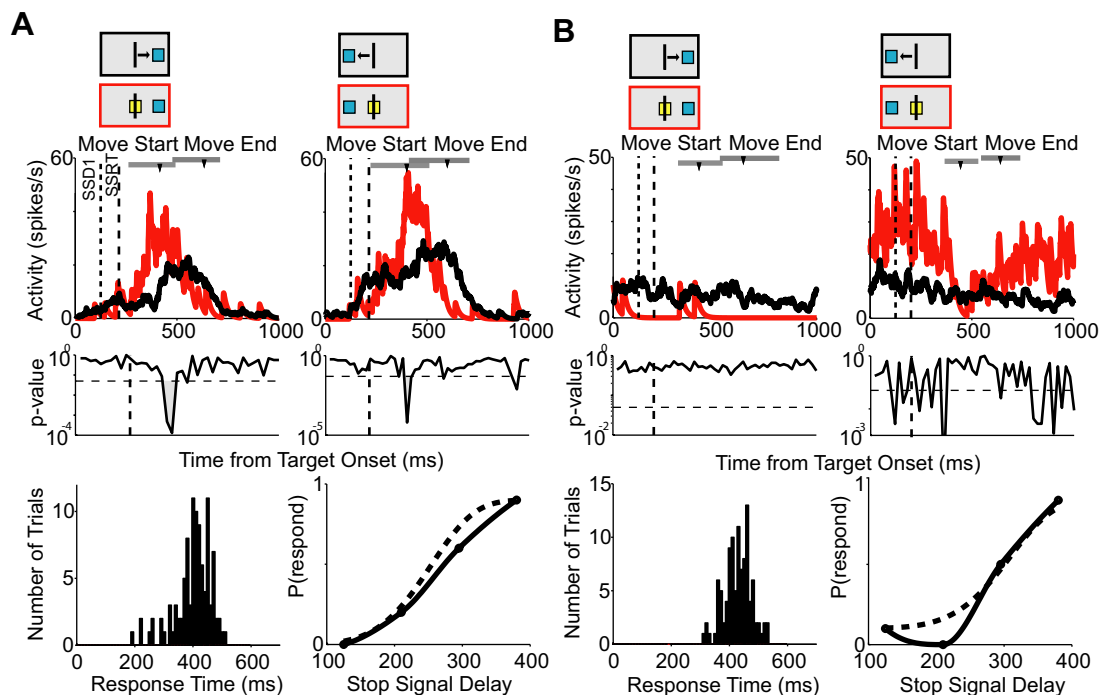 A
B
Move Start Move End
Move Start Move End
Move Start Move End
Move Start Move End
60
60
50
50
SSD1
SSRT
Activity (spikes/s)
Activity (spikes/s)
0
500
1000
0
500
1000
0
500
1000
0
500
1000
0
0
0
0
p-value
p-value
10^0
10^-4
10^0
10^-5
10^0
10^-2
10^0
10^-3
Time from Target Onset (ms)
Time from Target Onset (ms)
Number of Trials
10
5
0
0
200
400
600
Response Time (ms)
P(respond)
1
0
100
200
300
400
Stop Signal Delay
Number of Trials
15
10
5
0
0
200
400
600
Response Time (ms)
P(respond)
1
0
100
200
300
400
Stop Signal Delay